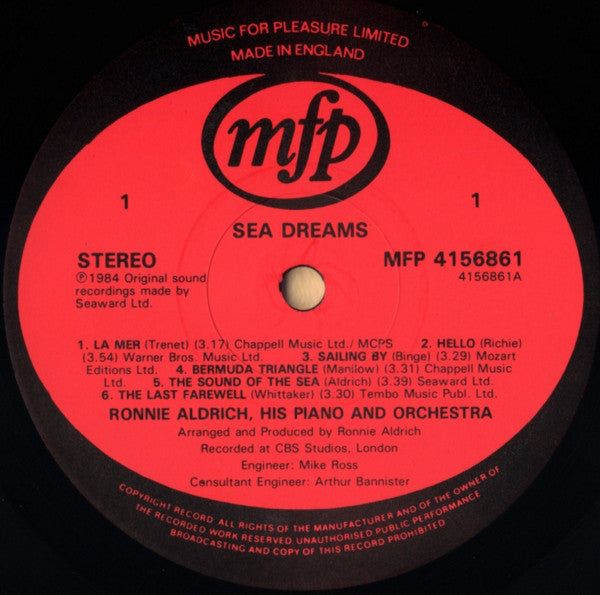 MUSIC FOR PLEASURE LIMITED
MADE IN ENGLAND
mfp
1
1
SEA DREAMS
STEREO
℗1984 Original sound
recordings made by
Seaward Ltd.
MFP 4156861
4156861A
1. LA MER (Trenet) (3.17) Chappell Music Ltd./ MCPS 2. HELLO (Richie)
(3.54) Warner Bros. Music Ltd. 3. SAILING BY (Binge) (3.29) Mozart
Editions Ltd. 4. BERMUDA TRIANGLE (Manilow) (3.31) Chappell Music
Ltd. 5. THE SOUND OF THE SEA (Aldrich) (3.39) Seaward Ltd.
6. THE LAST FAREWELL (Whittaker) (3.30) Tembo Music Publ. Ltd.
RONNIE ALDRICH, HIS PIANO AND ORCHESTRA
Arranged and Produced by Ronnie Aldrich
Recorded at CBS Studios, London
Engineer: Mike Ross
Consultant Engineer: Arthur Bannister
COPYRIGHT RECORD ALL RIGHTS OF THE MANUFACTURER AND OF THE OWNER OF
THE RECORDED WORK RESERVED UNAUTHORISED PUBLIC PERFORMANCE
BROADCASTING AND COPY OF THIS RECORD PROHIBITED